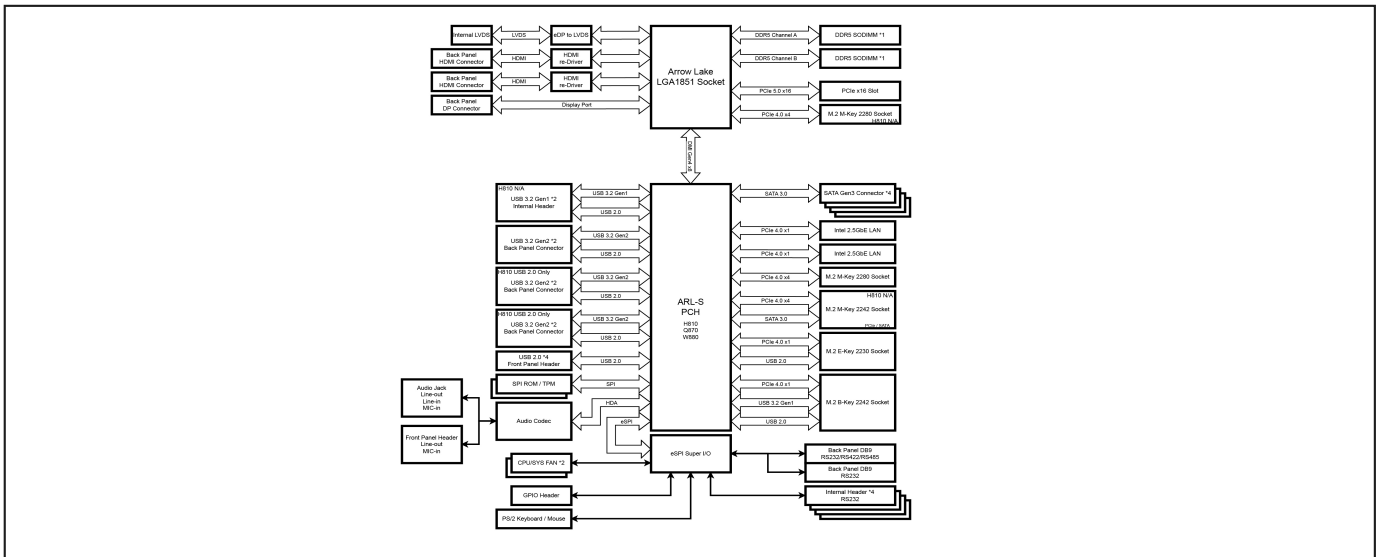 Internal LVDS
LVDS
eDP to LVDS
Back Panel
HDMI Connector
HDMI
HDMI
re-Driver
Back Panel
HDMI Connector
HDMI
HDMI
re-Driver
Back Panel
DP Connector
Display Port
Arrow Lake
LGA1851 Socket
DDR5 Channel A
DDR5 SODIMM *1
DDR5 Channel B
DDR5 SODIMM *1
PCIe 5.0 x16
PCIe x16 Slot
PCIe 4.0 x4
M.2 M-Key 2280 Socket
H810 N/A
DMI Gen4 x8
H810 N/A
USB 3.2 Gen1 *2
Internal Header
USB 3.2 Gen1
USB 2.0
USB 3.2 Gen2 *2
Back Panel Connector
USB 3.2 Gen2
USB 2.0
H810 USB 2.0 Only
USB 3.2 Gen2 *2
Back Panel Connector
USB 3.2 Gen2
USB 2.0
H810 USB 2.0 Only
USB 3.2 Gen2 *2
Back Panel Connector
USB 3.2 Gen2
USB 2.0
USB 2.0 *4
Front Panel Header
USB 2.0
SPI ROM / TPM
SPI
Audio Jack
Line-out
Line-in
MIC-in
Front Panel Header
Line-out
MIC-in
Audio Codec
HDA
eSPI
ARL-S
PCH
H810
Q870
W880
SATA 3.0
SATA Gen3 Connector *4
PCIe 4.0 x1
Intel 2.5GbE LAN
PCIe 4.0 x1
Intel 2.5GbE LAN
PCIe 4.0 x4
M.2 M-Key 2280 Socket
PCIe 4.0 x4
SATA 3.0
H810 N/A
M.2 M-Key 2242 Socket
PCIe / SATA
PCIe 4.0 x1
USB 2.0
M.2 E-Key 2230 Socket
PCIe 4.0 x1
USB 3.2 Gen1
USB 2.0
M.2 B-Key 2242 Socket
eSPI Super I/O
CPU/SYS FAN *2
GPIO Header
PS/2 Keyboard / Mouse
Back Panel DB9
RS232/RS422/RS485
Back Panel DB9
RS232
Internal Header *4
RS232